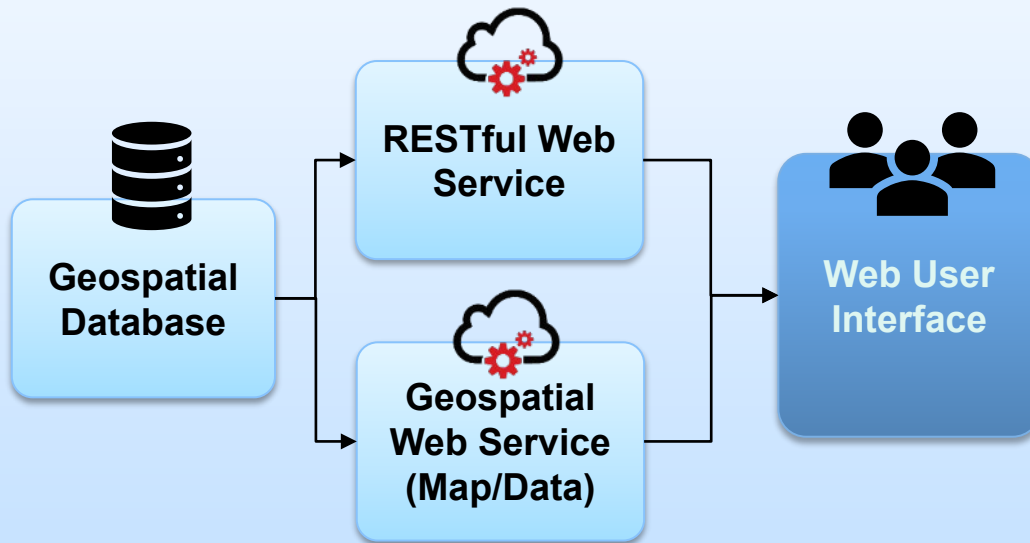 RESTful Web
Service
Geospatial
Database
Web User
Interface
Geospatial
Web Service
(Map/Data)